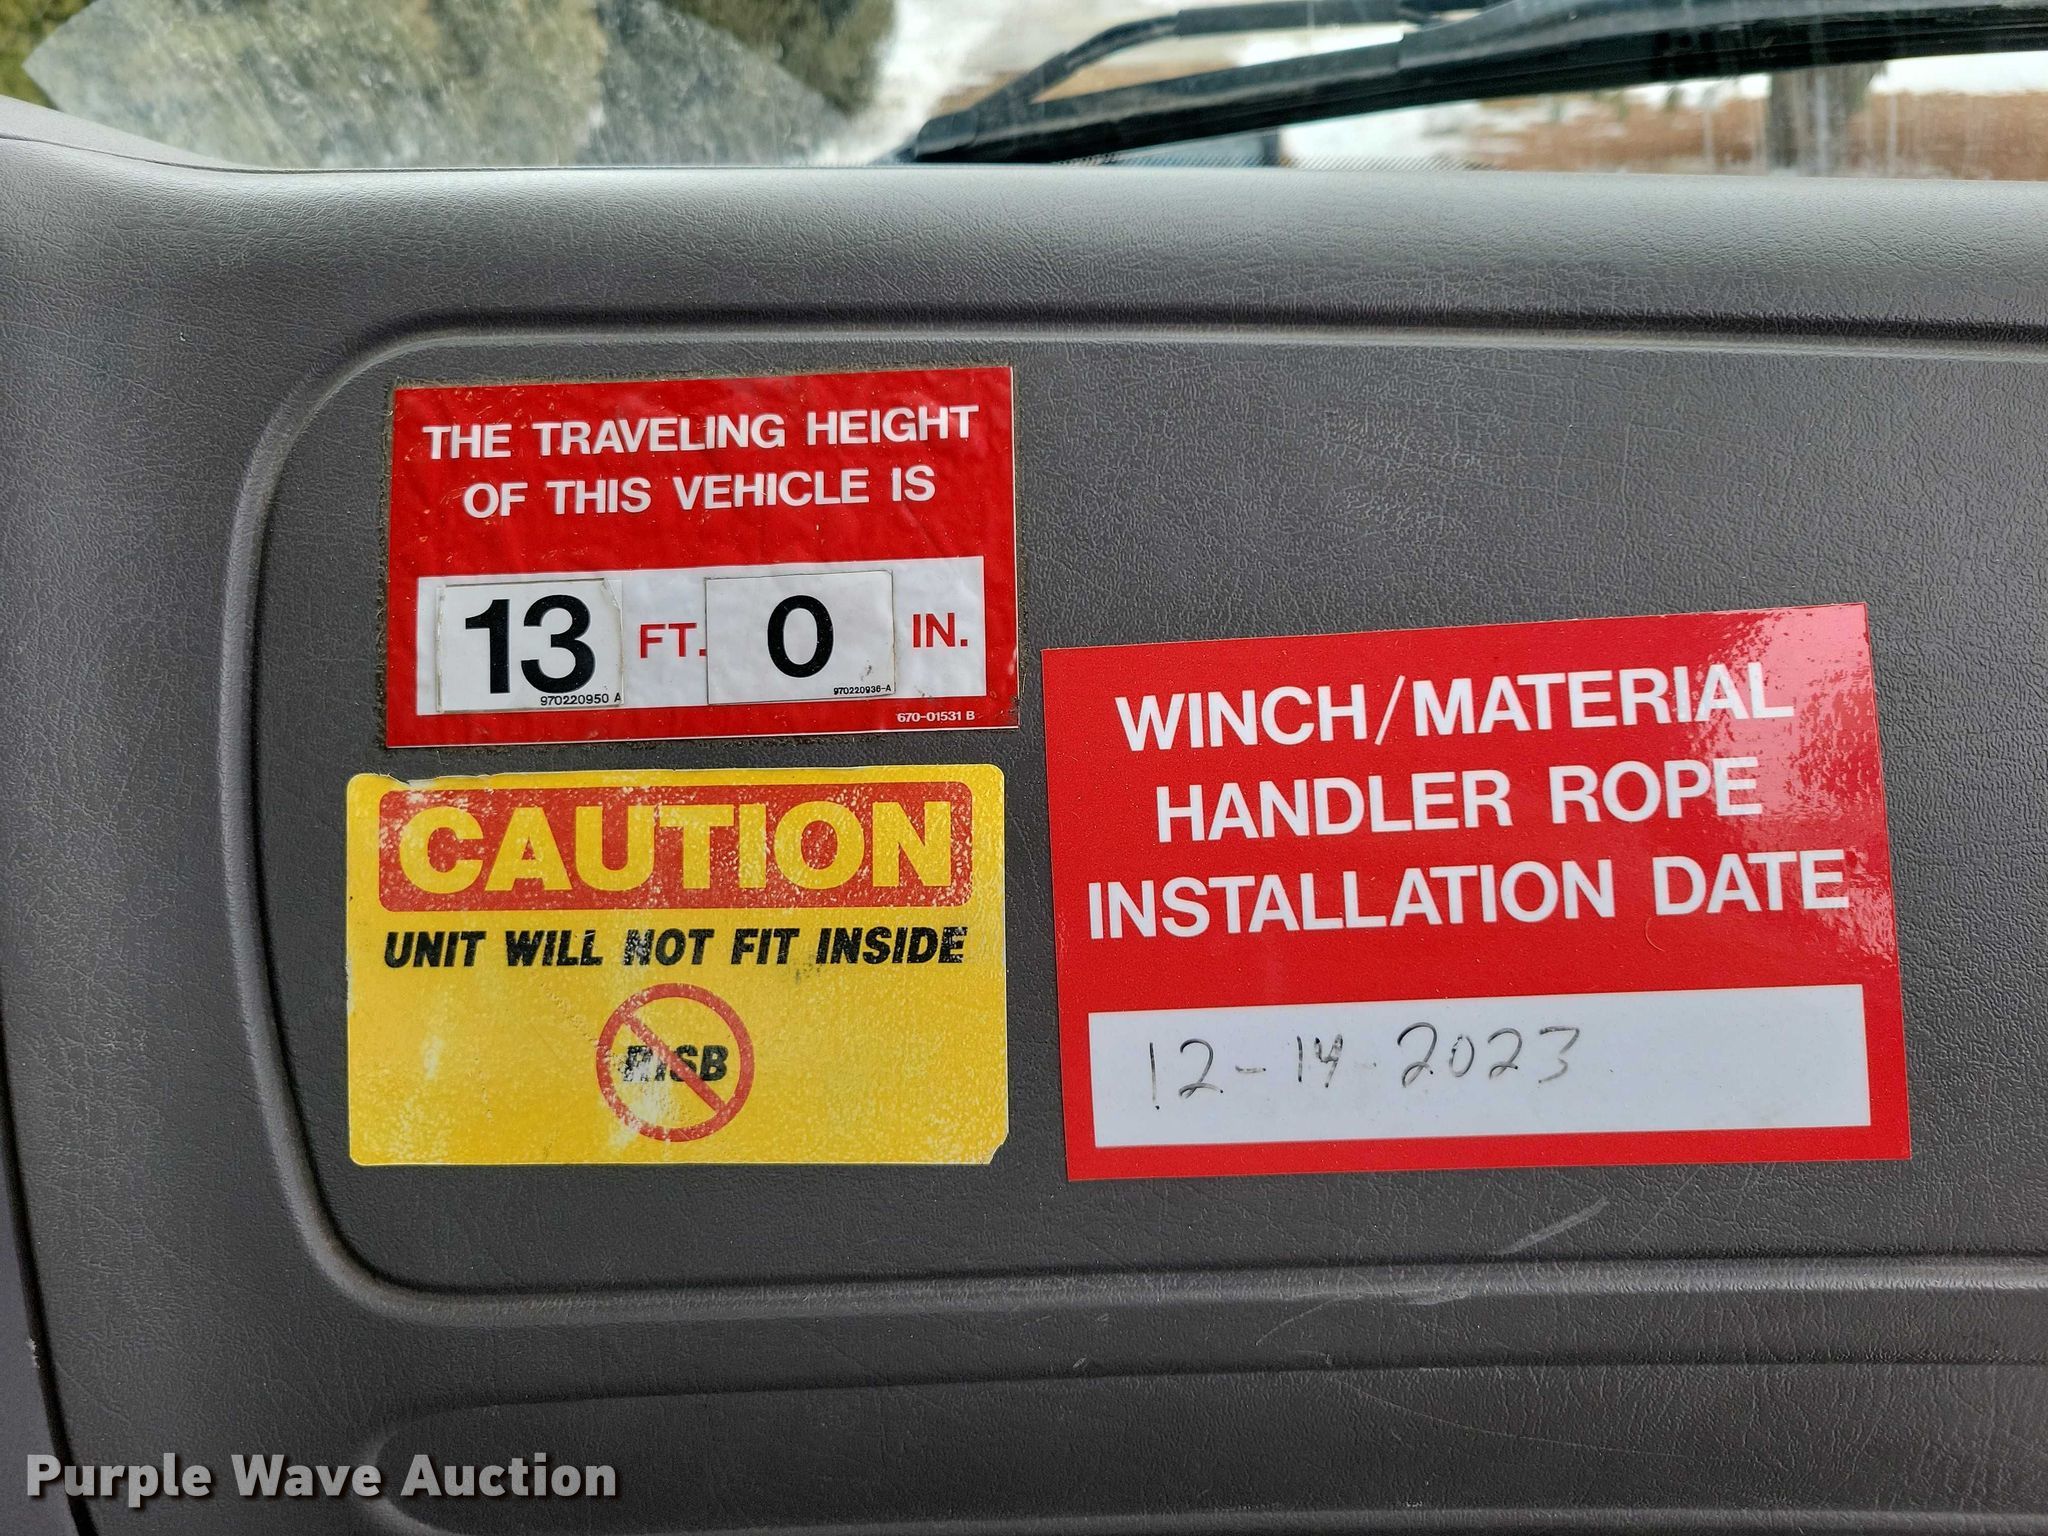 THE TRAVELING HEIGHT
OF THIS VEHICLE IS
13 FT. 0 IN.
970220950 A
970220936-A
670-01531 B
CAUTION
UNIT WILL NOT FIT INSIDE
WINCH/MATERIAL
HANDLER ROPE
INSTALLATION DATE
12-14-2023
Purple Wave Auction